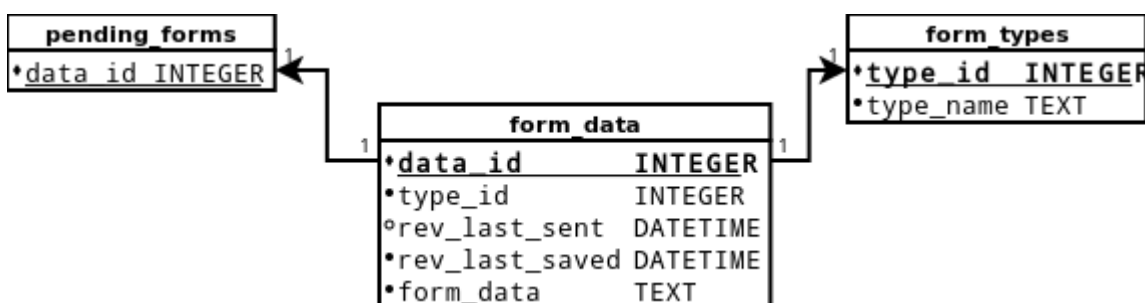 pending_forms
data_id INTEGER
1
form_types
1
type_id INTEGER
type_name TEXT
form_data
1
1
data_id INTEGER
type_id INTEGER
rev_last_sent DATETIME
rev_last_saved DATETIME
form_data TEXT